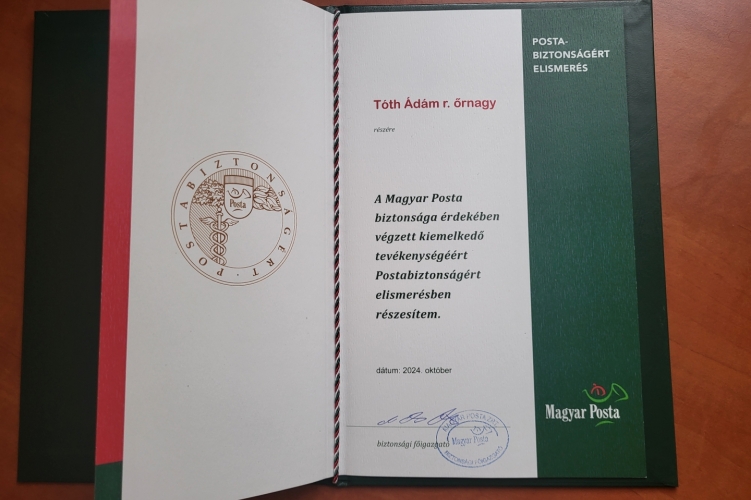 POSTABIZTONSÁGÉRT
Posta
POSTA-
BIZTONSÁGÉRT
ELISMERÉS
Tóth Ádám r. őrnagy
részére
A Magyar Posta
biztonsága érdekében
végzett kiemelkedő
tevékenységéért
Postabiztonságért
elismerésben
részesítem.
dátum: 2024. október
biztonsági főigazgató
Magyar Posta
Magyar Posta